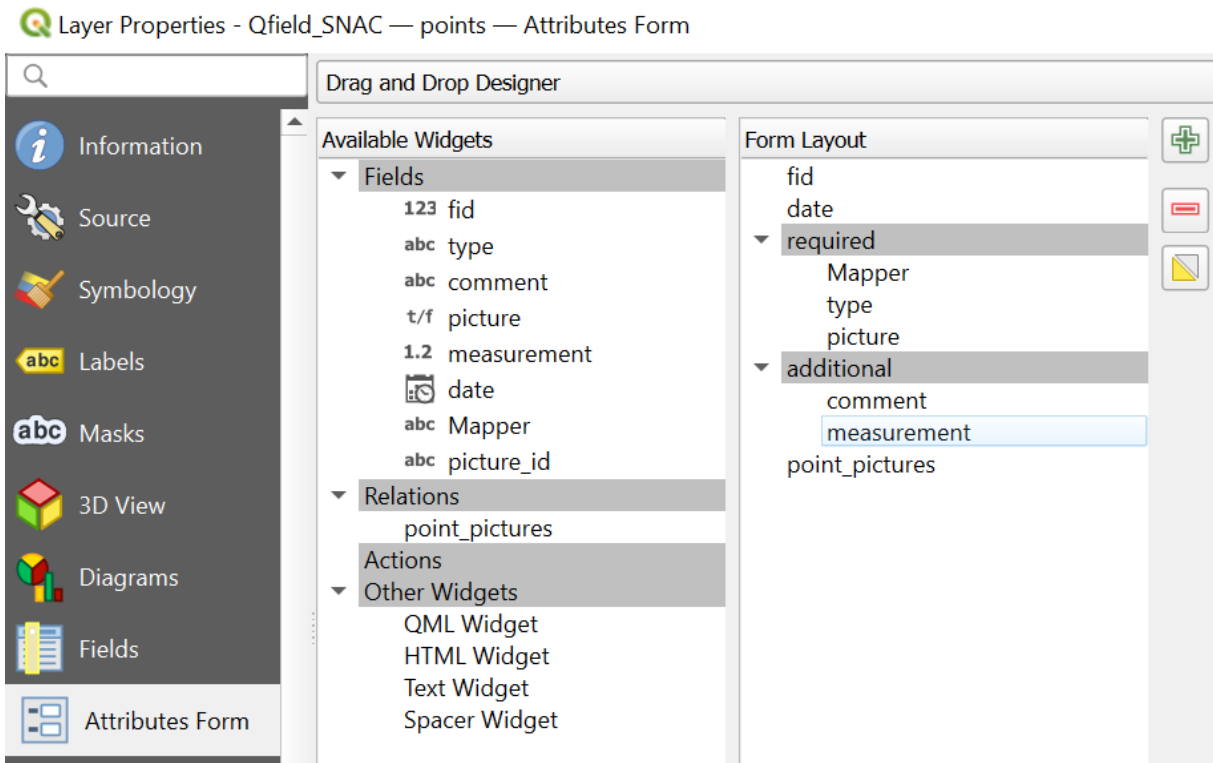 Layer Properties - Qfield_SNAC — points — Attributes Form
Drag and Drop Designer
Information
Source
Symbology
abc Labels
abc Masks
3D View
Diagrams
Fields
Attributes Form
Available Widgets
Fields
123 fid
abc type
abc comment
t/f picture
1.2 measurement
date
abc Mapper
abc picture_id
Relations
point_pictures
Actions
Other Widgets
QML Widget
HTML Widget
Text Widget
Spacer Widget
Form Layout
fid
date
required
Mapper
type
picture
additional
comment
measurement
point_pictures